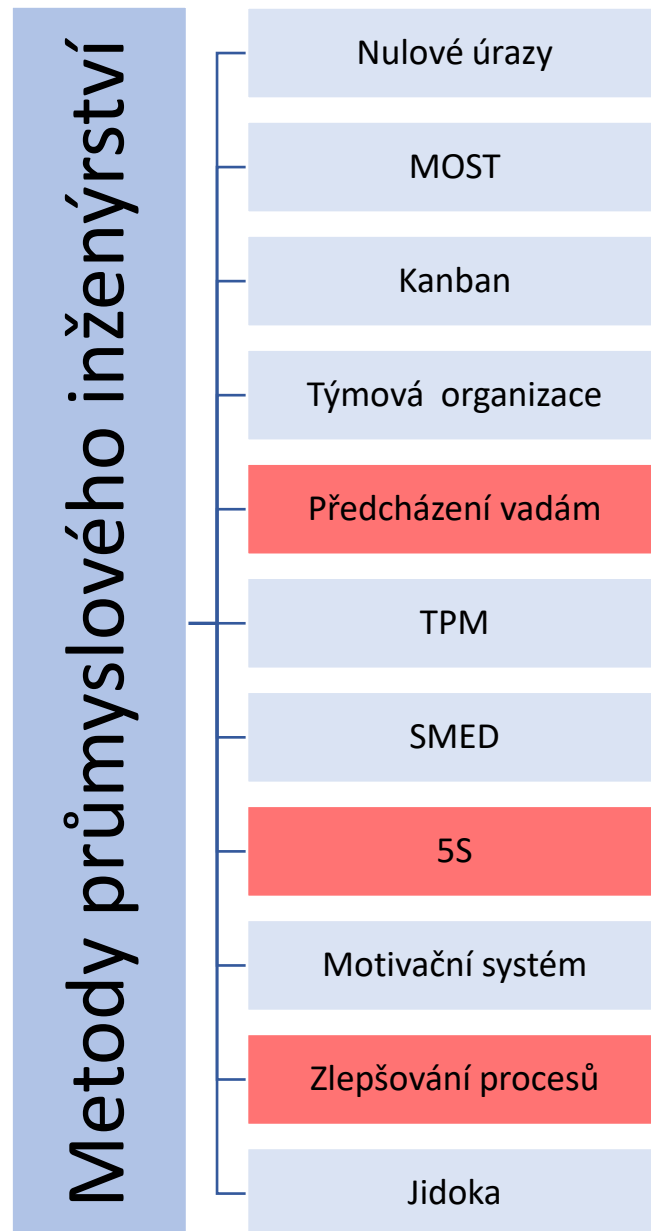 Metody průmyslového inženýrství
Nulové úrazy
MOST
Kanban
Týmová organizace
Předcházení vadám
TPM
SMED
5S
Motivační systém
Zlepšování procesů
Jidoka